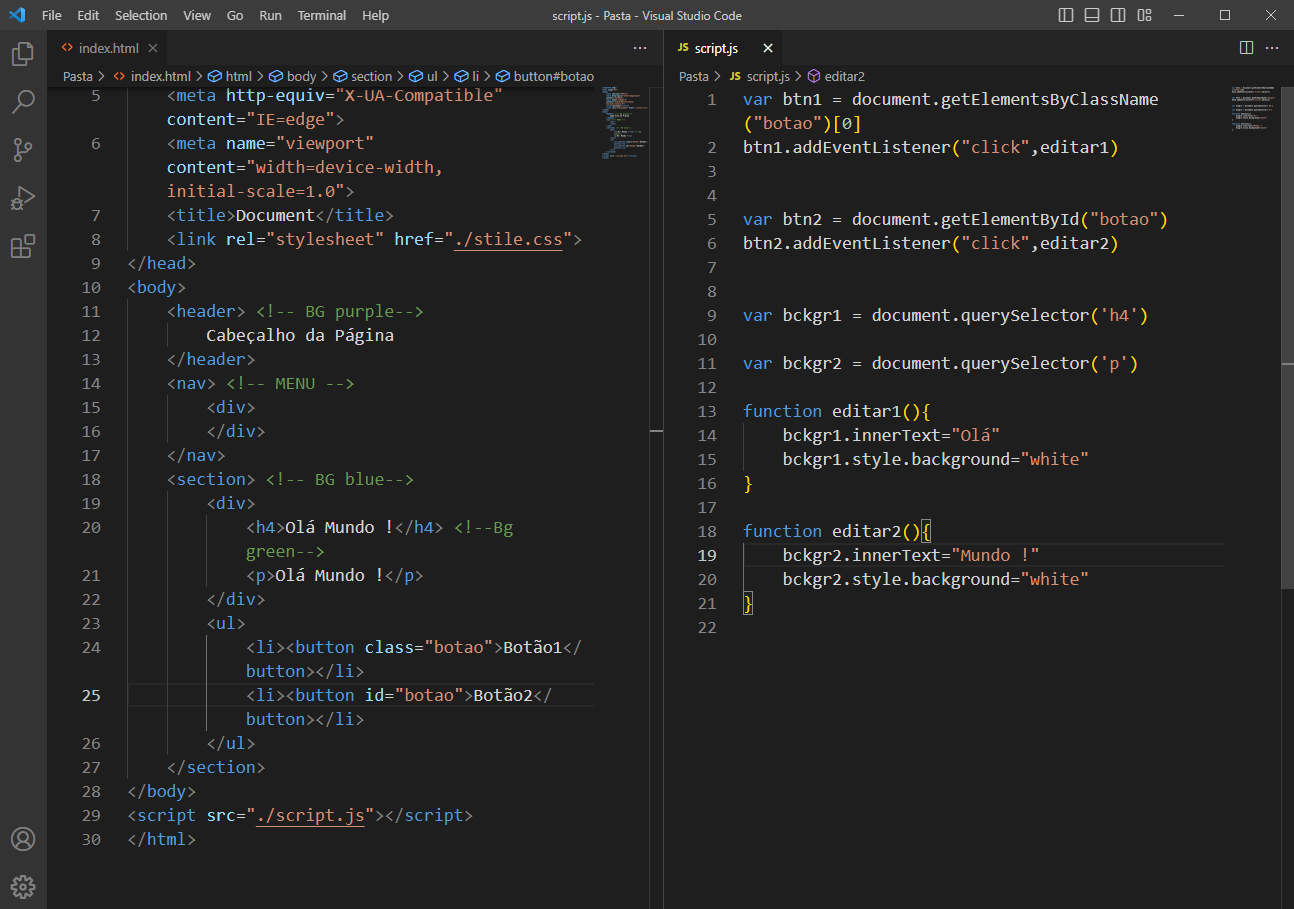 File Edit Selection View Go Run Terminal Help script.js - Pasta - Visual Studio Code
index.html
Pasta > index.html > html > body > section > ul > li > button#botao
5 <meta http-equiv="X-UA-Compatible"
content="IE=edge">
6 <meta name="viewport"
content="width=device-width,
initial-scale=1.0">
7 <title>Document</title>
8 <link rel="stylesheet" href="./stile.css">
9 </head>
10 <body>
11 <header> <!-- BG purple-->
12 Cabeçalho da Página
13 </header>
14 <nav> <!-- MENU -->
15 <div>
16 </div>
17 </nav>
18 <section> <!-- BG blue-->
19 <div>
20 <h4>Olá Mundo !</h4> <!--Bg
green-->
21 <p>Olá Mundo !</p>
22 </div>
23 <ul>
24 <li><button class="botao">Botão1</
button></li>
25 <li><button id="botao">Botão2</
button></li>
26 </ul>
27 </section>
28 </body>
29 <script src="./script.js"></script>
30 </html>
JS script.js
Pasta > JS script.js > editar2
1 var btn1 = document.getElementsByClassName
("botao")[0]
2 btn1.addEventListener("click",editar1)
3
4
5 var btn2 = document.getElementById("botao")
6 btn2.addEventListener("click",editar2)
7
8
9 var bckgr1 = document.querySelector('h4')
10
11 var bckgr2 = document.querySelector('p')
12
13 function editar1(){
14 bckgr1.innerText="Olá"
15 bckgr1.style.background="white"
16 }
17
18 function editar2(){
19 bckgr2.innerText="Mundo !"
20 bckgr2.style.background="white"
21 }
22